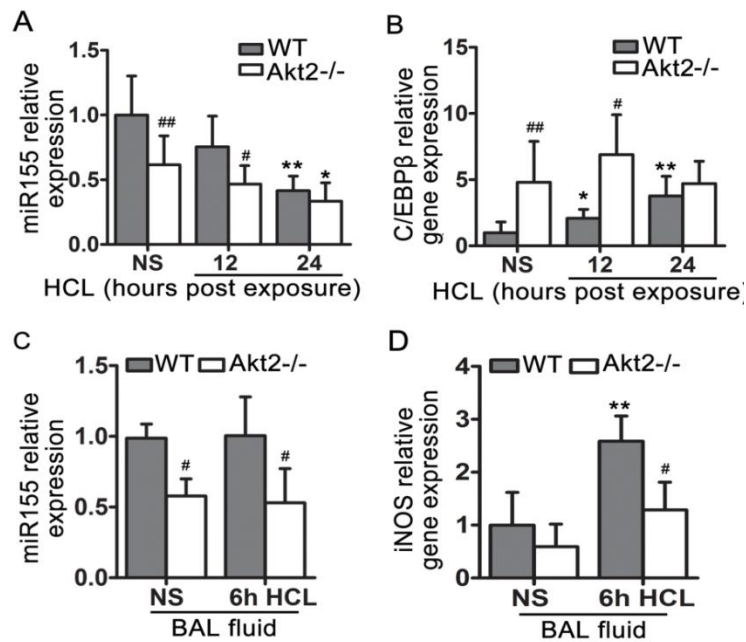 A
miR155 relative
expression
1.5
1.0
0.5
0.0
WT
Akt2-/-
##
#
**
*
NS
12
24
HCL (hours post exposure)
B
C/EBPβ relative
gene expression
15
10
5
0
WT
Akt2-/-
##
*
#
**
NS
12
24
HCL (hours post exposure)
C
miR155 relative
expression
1.5
1.0
0.5
0.0
WT Akt2-/-
#
#
NS 6h HCL
BAL fluid
D
iNOS relative
gene expression
4
3
2
1
0
WT Akt2-/-
**
#
NS 6h HCL
BAL fluid